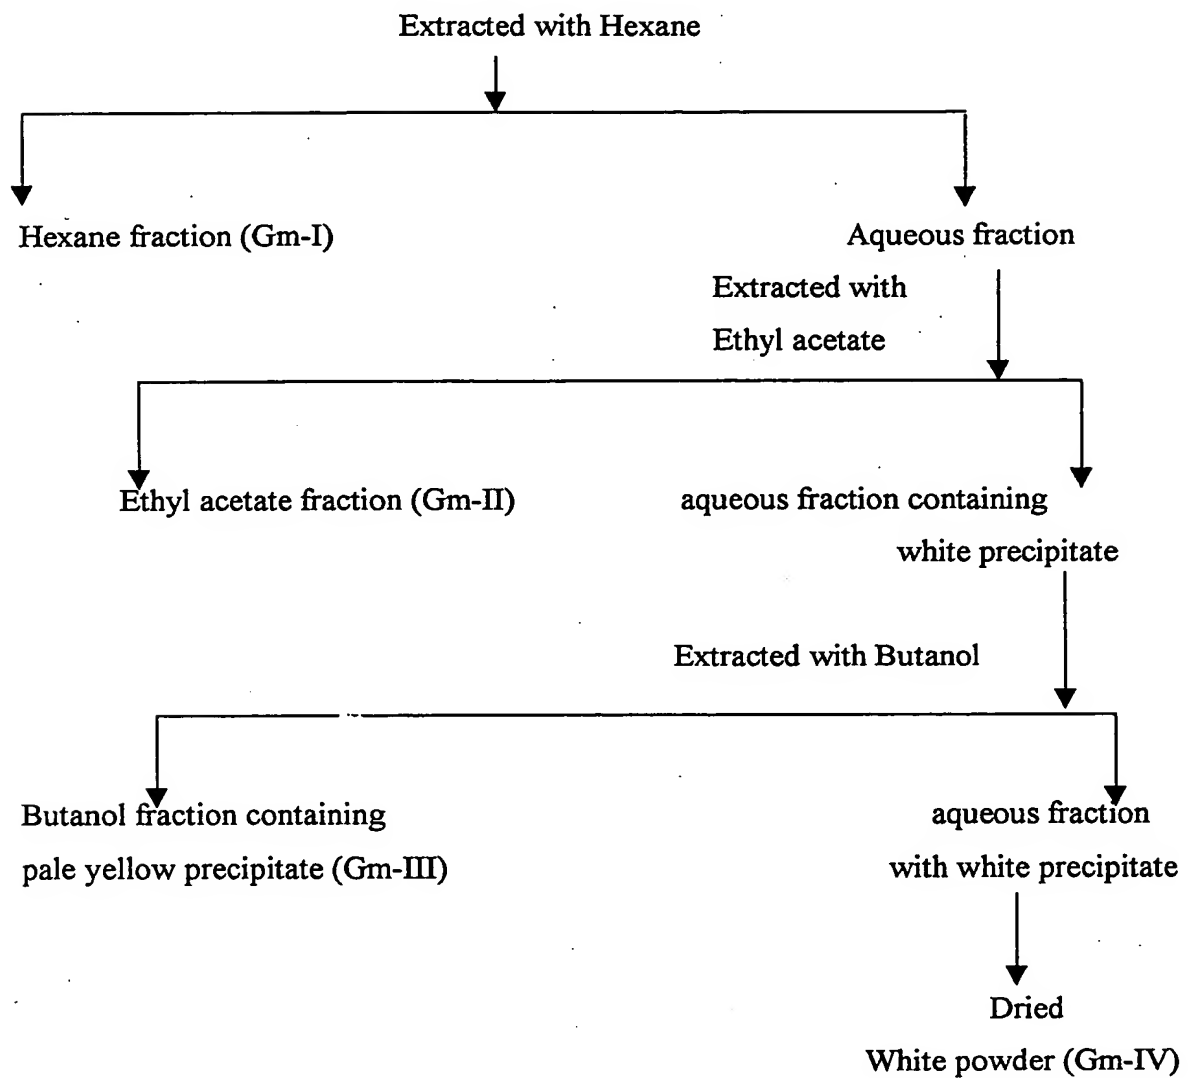 Extracted with Hexane
Hexane fraction (Gm-I)
Aqueous fraction
Extracted with
Ethyl acetate
Ethyl acetate fraction (Gm-II)
aqueous fraction containing
white precipitate
Extracted with Butanol
Butanol fraction containing
pale yellow precipitate (Gm-III)
aqueous fraction
with white precipitate
Dried
White powder (Gm-IV)